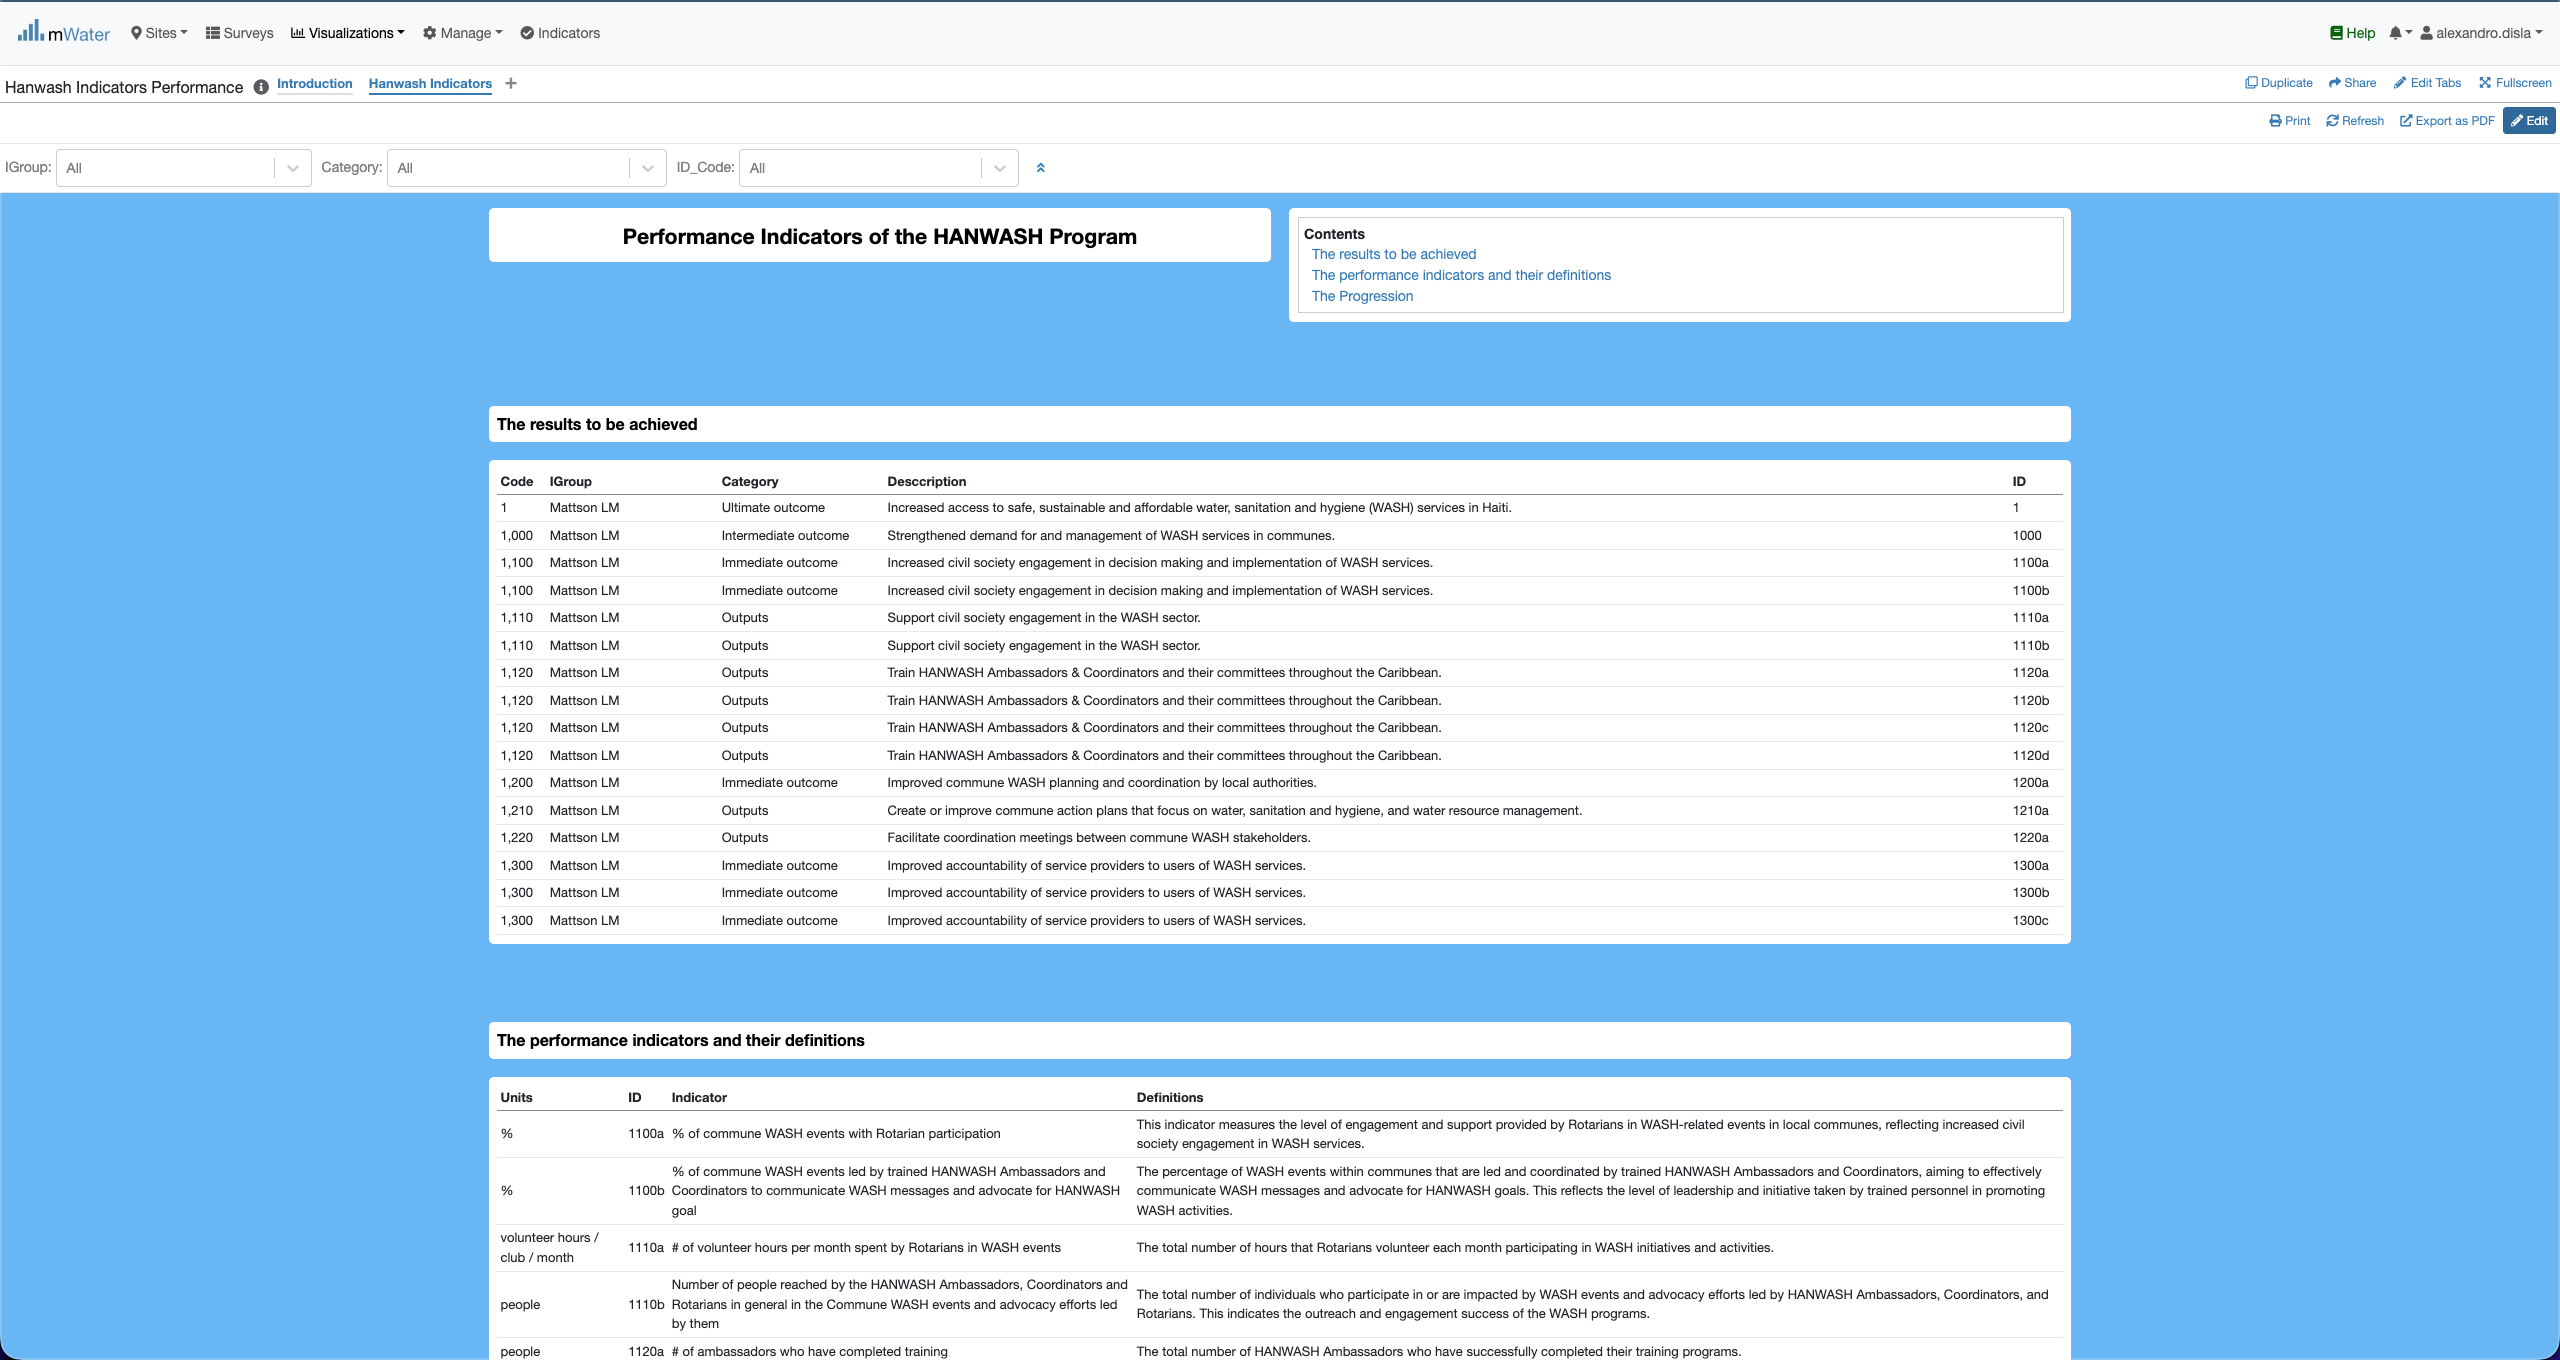 mWater Sites Surveys Visualizations Manage Indicators Help alexandro.disla
Hanwash Indicators Performance Introduction Hanwash Indicators + Duplicate Share Edit Tabs Fullscreen
Print Refresh Export as PDF Edit
IGroup: All Category: All ID_Code: All
Performance Indicators of the HANWASH Program
Contents
The results to be achieved
The performance indicators and their definitions
The Progression
The results to be achieved
Code IGroup Category Desccription ID
1 Mattson LM Ultimate outcome Increased access to safe, sustainable and affordable water, sanitation and hygiene (WASH) services in Haiti. 1
1,000 Mattson LM Intermediate outcome Strengthened demand for and management of WASH services in communes. 1000
1,100 Mattson LM Immediate outcome Increased civil society engagement in decision making and implementation of WASH services. 1100a
1,100 Mattson LM Immediate outcome Increased civil society engagement in decision making and implementation of WASH services. 1100b
1,110 Mattson LM Outputs Support civil society engagement in the WASH sector. 1110a
1,110 Mattson LM Outputs Support civil society engagement in the WASH sector. 1110b
1,120 Mattson LM Outputs Train HANWASH Ambassadors & Coordinators and their committees throughout the Caribbean. 1120a
1,120 Mattson LM Outputs Train HANWASH Ambassadors & Coordinators and their committees throughout the Caribbean. 1120b
1,120 Mattson LM Outputs Train HANWASH Ambassadors & Coordinators and their committees throughout the Caribbean. 1120c
1,120 Mattson LM Outputs Train HANWASH Ambassadors & Coordinators and their committees throughout the Caribbean. 1120d
1,200 Mattson LM Immediate outcome Improved commune WASH planning and coordination by local authorities. 1200a
1,210 Mattson LM Outputs Create or improve commune action plans that focus on water, sanitation and hygiene, and water resource management. 1210a
1,220 Mattson LM Outputs Facilitate coordination meetings between commune WASH stakeholders. 1220a
1,300 Mattson LM Immediate outcome Improved accountability of service providers to users of WASH services. 1300a
1,300 Mattson LM Immediate outcome Improved accountability of service providers to users of WASH services. 1300b
1,300 Mattson LM Immediate outcome Improved accountability of service providers to users of WASH services. 1300c
The performance indicators and their definitions
Units ID Indicator Definitions
% 1100a % of commune WASH events with Rotarian participation
This indicator measures the level of engagement and support provided by Rotarians in WASH-related events in local communes, reflecting increased civil
society engagement in WASH services.
% 1100b
% of commune WASH events led by trained HANWASH Ambassadors and
Coordinators to communicate WASH messages and advocate for HANWASH
goal
The percentage of WASH events within communes that are led and coordinated by trained HANWASH Ambassadors and Coordinators, aiming to effectively
communicate WASH messages and advocate for HANWASH goals. This reflects the level of leadership and initiative taken by trained personnel in promoting
WASH activities.
volunteer hours /
club / month
1110a # of volunteer hours per month spent by Rotarians in WASH events The total number of hours that Rotarians volunteer each month participating in WASH initiatives and activities.
people 1110b
Number of people reached by the HANWASH Ambassadors, Coordinators and
Rotarians in general in the Commune WASH events and advocacy efforts led
by them
The total number of individuals who participate in or are impacted by WASH events and advocacy efforts led by HANWASH Ambassadors, Coordinators, and
Rotarians. This indicates the outreach and engagement success of the WASH programs.
people 1120a # of ambassadors who have completed training The total number of HANWASH Ambassadors who have successfully completed their training programs.